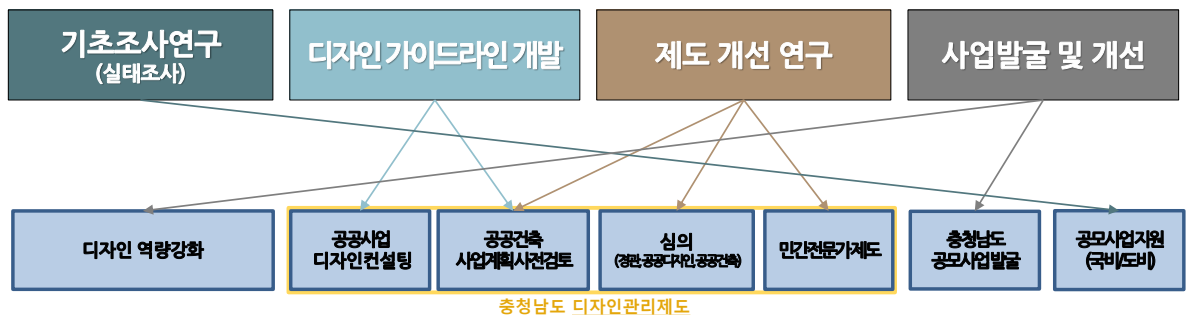 기초조사연구
(실태조사)
디자인 가이드라인 개발
제도 개선 연구
사업발굴 및 개선
디자인 역량강화
공공사업
디자인컨설팅
공공건축
사업계획사전검토
심의
(경관·공공디자인·공공건축)
민간전문가제도
충청남도
공모사업발굴
공모사업지원
(국비/도비)
충청남도 디자인관리제도